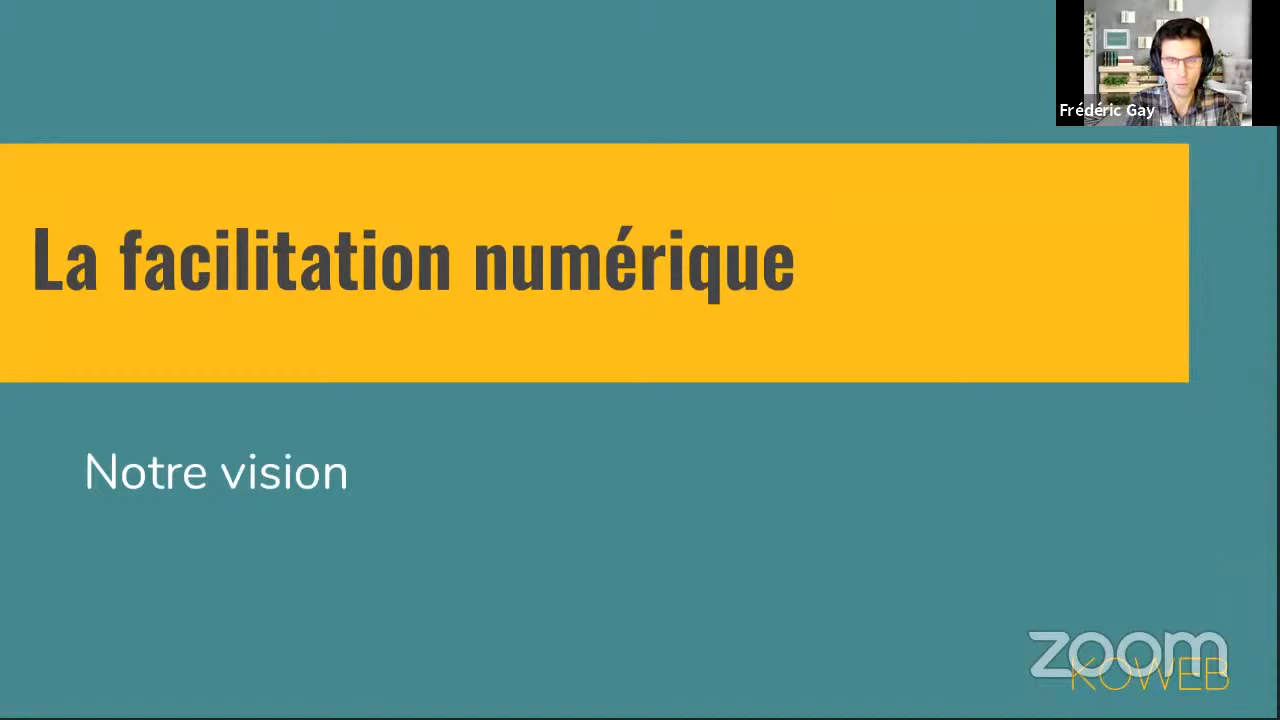 Frédéric Gay
La facilitation numérique
Notre vision
zoom
KOWEB